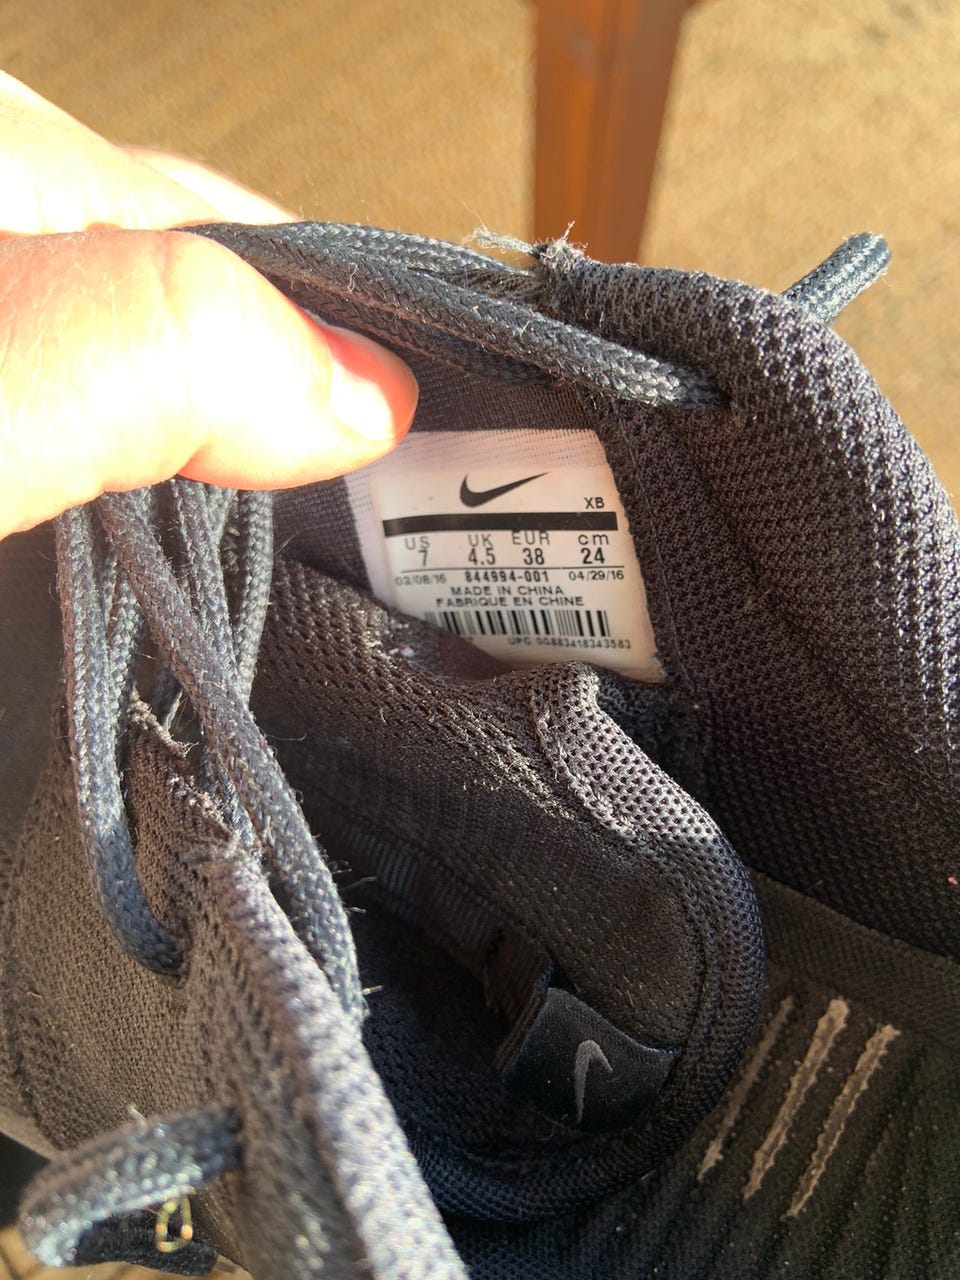 XB
US UK EUR cm
7 4.5 38 24
03/08/16 844994-001 04/29/16
MADE IN CHINA
FABRIQUE EN CHINE
UPC 00883418343583